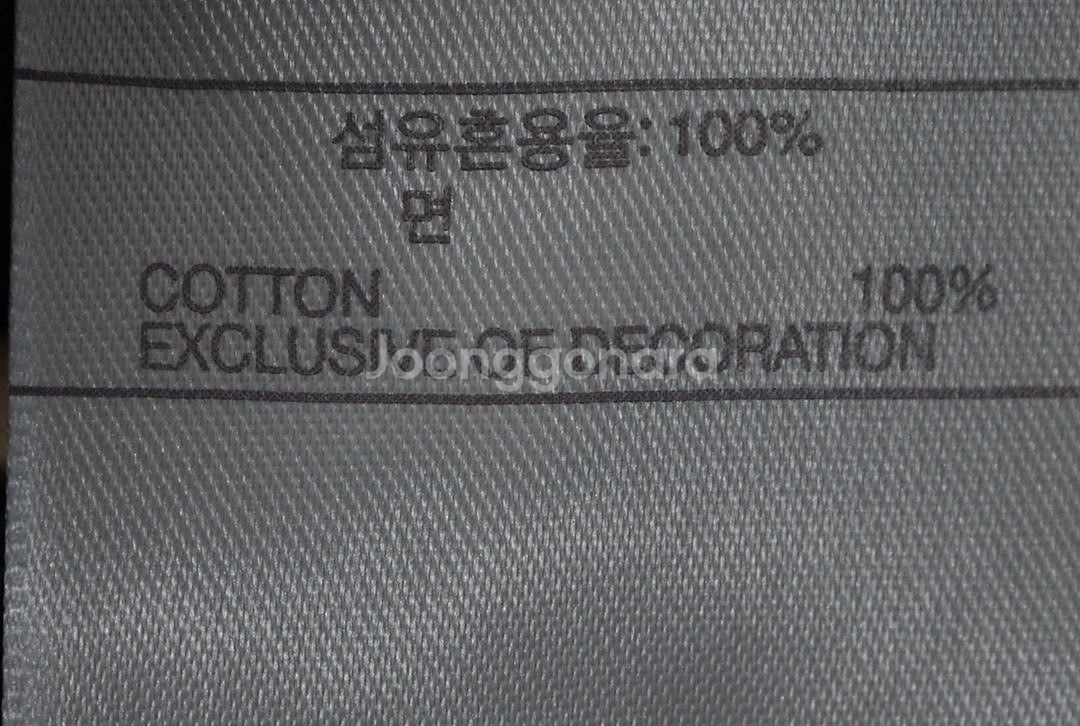 섬유혼용율: 100%
면
COTTON 100%
EXCLUSIVE OF DECORATION
Joonggonara